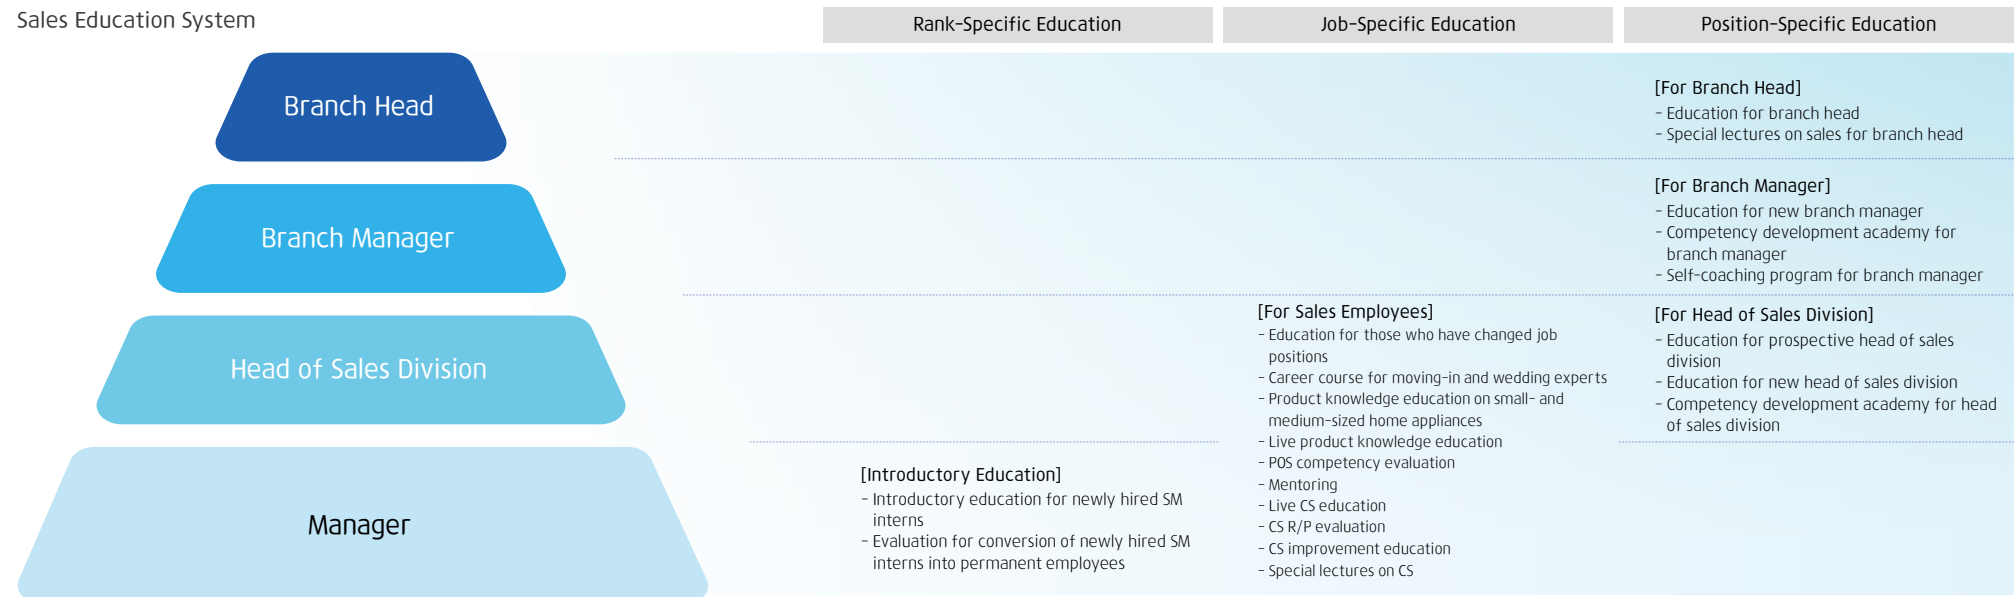 Sales Education System
Rank-Specific Education
Job-Specific Education
Position-Specific Education
Branch Head
[For Branch Head]
- Education for branch head
- Special lectures on sales for branch head
Branch Manager
[For Branch Manager]
- Education for new branch manager
- Competency development academy for
branch manager
- Self-coaching program for branch manager
Head of Sales Division
[For Sales Employees]
- Education for those who have changed job
positions
- Career course for moving-in and wedding experts
- Product knowledge education on small- and
medium-sized home appliances
- Live product knowledge education
- POS competency evaluation
- Mentoring
- Live CS education
- CS R/P evaluation
- CS improvement education
- Special lectures on CS
[For Head of Sales Division]
- Education for prospective head of sales
division
- Education for new head of sales division
- Competency development academy for head
of sales division
Manager
[Introductory Education]
- Introductory education for newly hired SM
interns
- Evaluation for conversion of newly hired SM
interns into permanent employees